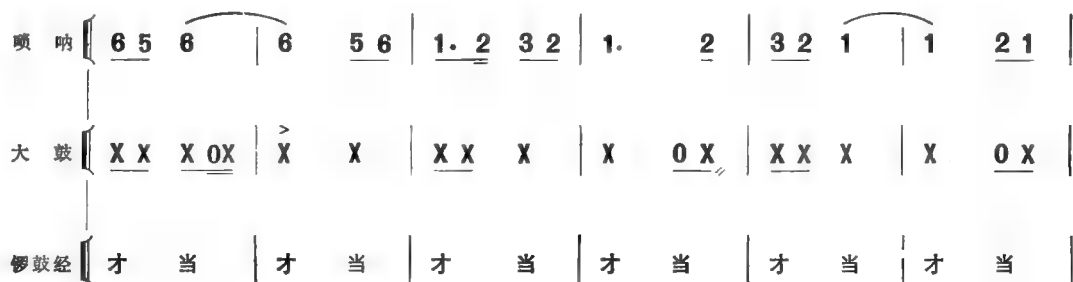 唢 呐 6 5 6 | 6 5 6 | 1. 2 3 2 | 1. 2 | 3 2 1 | 1 2 1 |
大 鼓 X X X 0X | X X | X X X | X 0 X | X X X | X 0 X |
锣鼓经 才 当 | 才 当 | 才 当 | 才 当 | 才 当 | 才 当 |